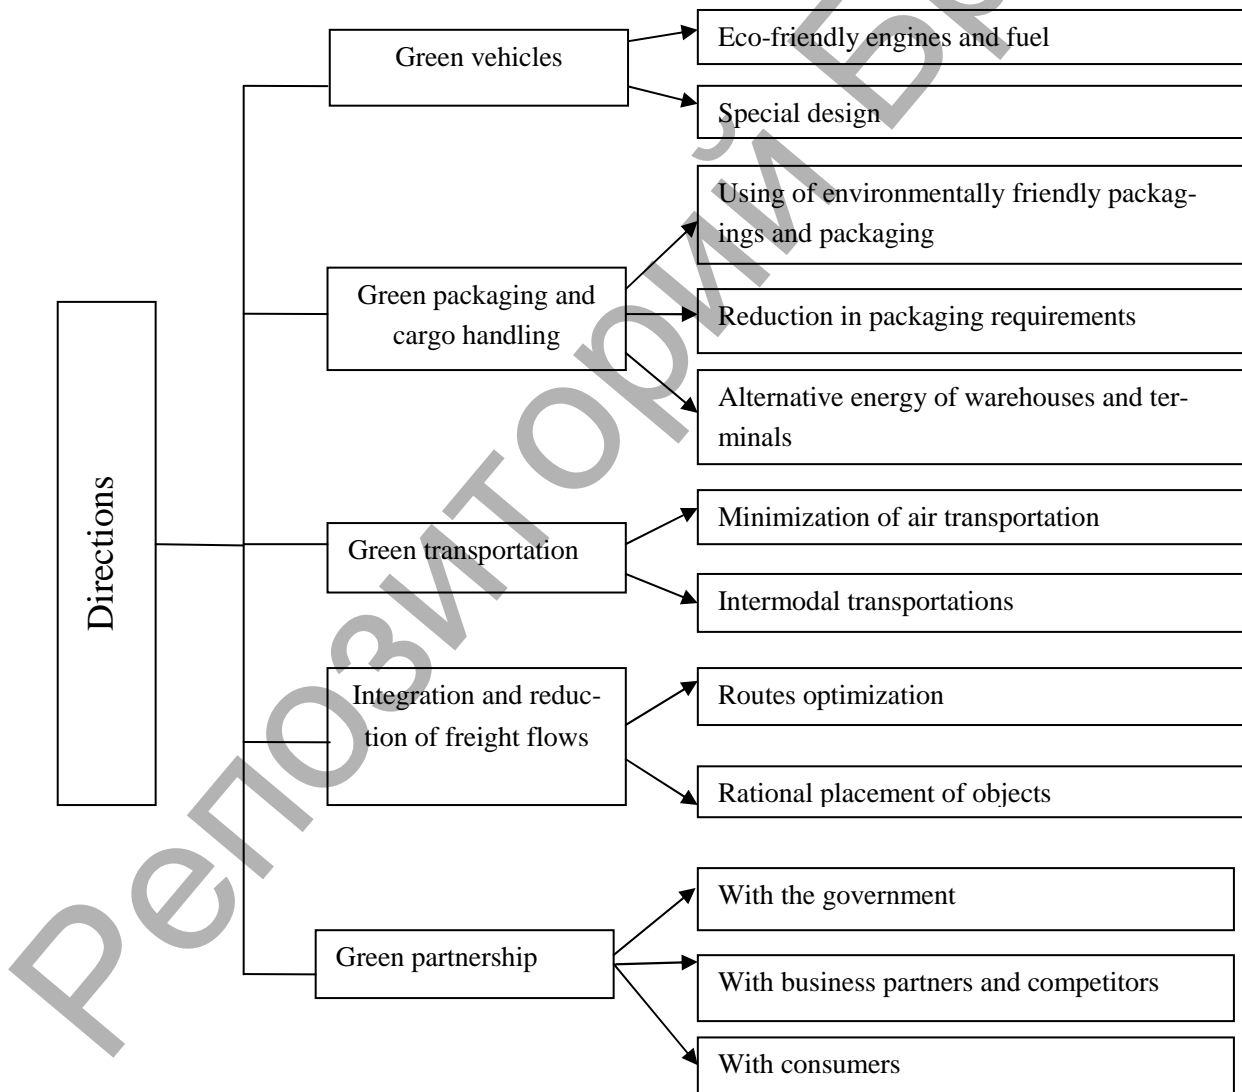 Directions
Green vehicles
Eco-friendly engines and fuel
Special design
Green packaging and
cargo handling
Using of environmentally friendly packag-
ings and packaging
Reduction in packaging requirements
Alternative energy of warehouses and ter-
minals
Green transportation
Minimization of air transportation
Intermodal transportations
Integration and reduc-
tion of freight flows
Routes optimization
Rational placement of objects
Green partnership
With the government
With business partners and competitors
With consumers
Репозиторий